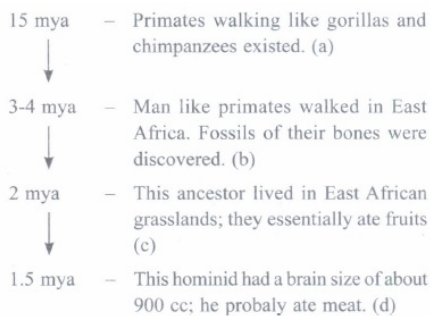 15 mya – Primates walking like gorillas and
chimpanzees existed. (a)
3-4 mya – Man like primates walked in East
Africa. Fossils of their bones were
discovered. (b)
2 mya – This ancestor lived in East African
grasslands; they essentially ate fruits
(c)
1.5 mya – This hominid had a brain size of about
900 cc; he probaly ate meat. (d)